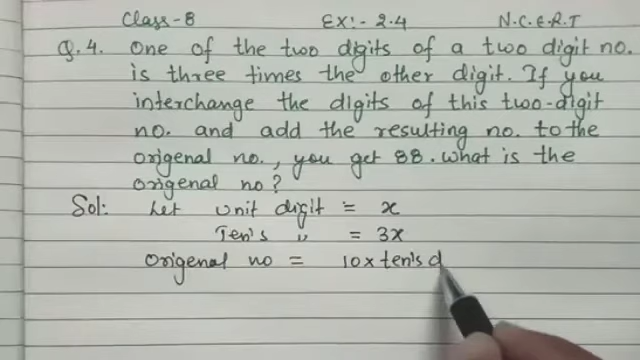 Class-8 Ex:- 2.4 N.C.E.R.T
Q.4. One of the two digits of a two digit no.
is three times the other digit. If you
interchange the digits of this two-digit
no. and add the resulting no. to the
origenal no., you get 88. what is the
origenal no?
Sol: Let unit digit = x
Ten's " = 3x
Origenal no = 10 x ten's d